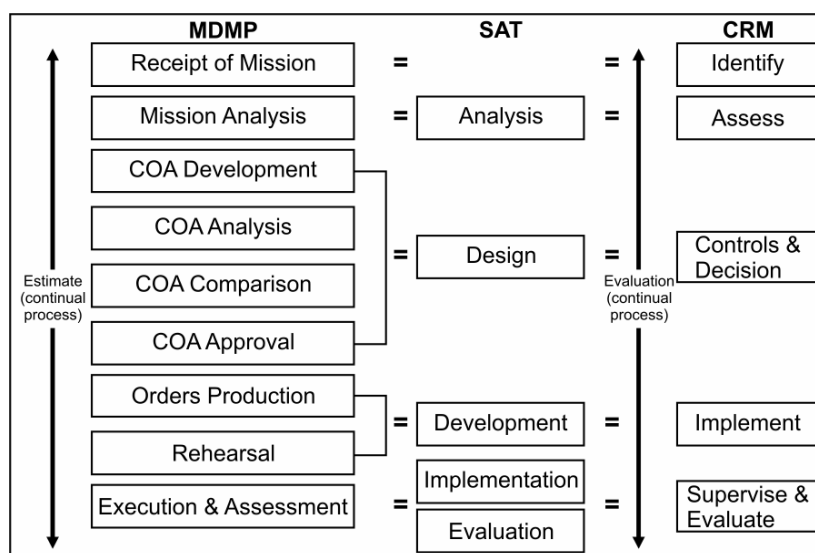 MDMP SAT CRM
Receipt of Mission = = Identify
Mission Analysis = Analysis = Assess
COA Development
COA Analysis
= Design = Controls &
Decision
COA Comparison
Estimate
(continual
process)
Evaluation
(continual
process)
COA Approval
Orders Production
= Development = Implement
Rehearsal
Execution & Assessment = Implementation
Evaluation = Supervise &
Evaluate